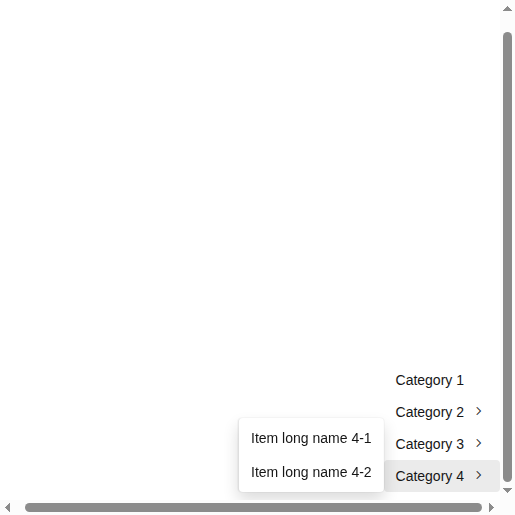 Category 1
Category 2
Category 3
Category 4
Item long name 4-1
Item long name 4-2